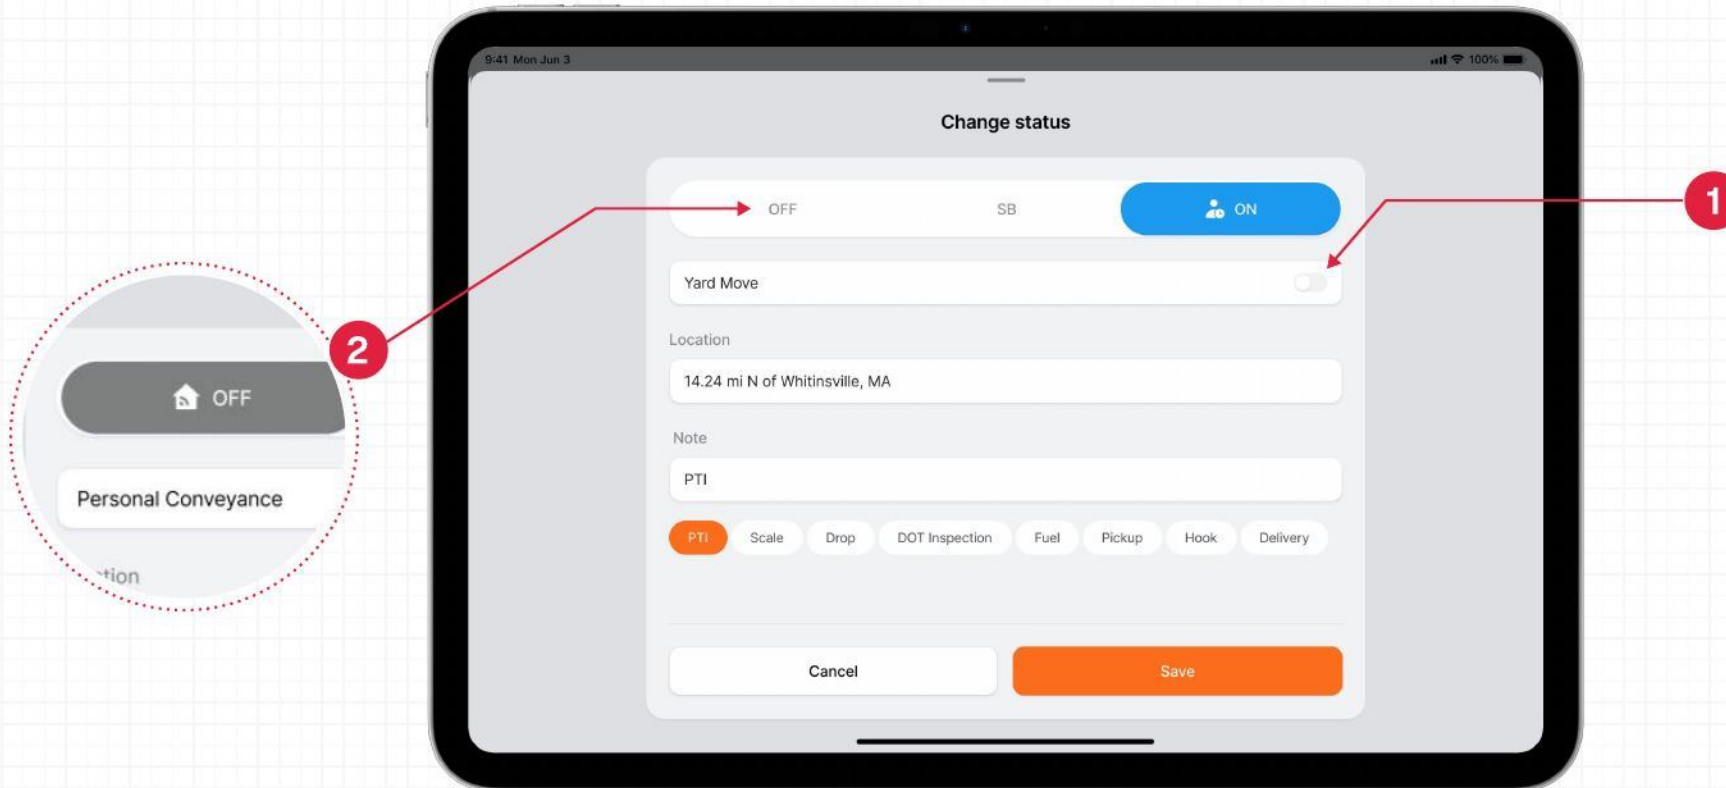 9:41 Mon Jun 3
100%
Change status
OFF
SB
ON
1
Yard Move
Location
14.24 mi N of Whitinsville, MA
Note
PTI
PTI
Scale
Drop
DOT Inspection
Fuel
Pickup
Hook
Delivery
Cancel
Save
2
OFF
Personal Conveyance
tion